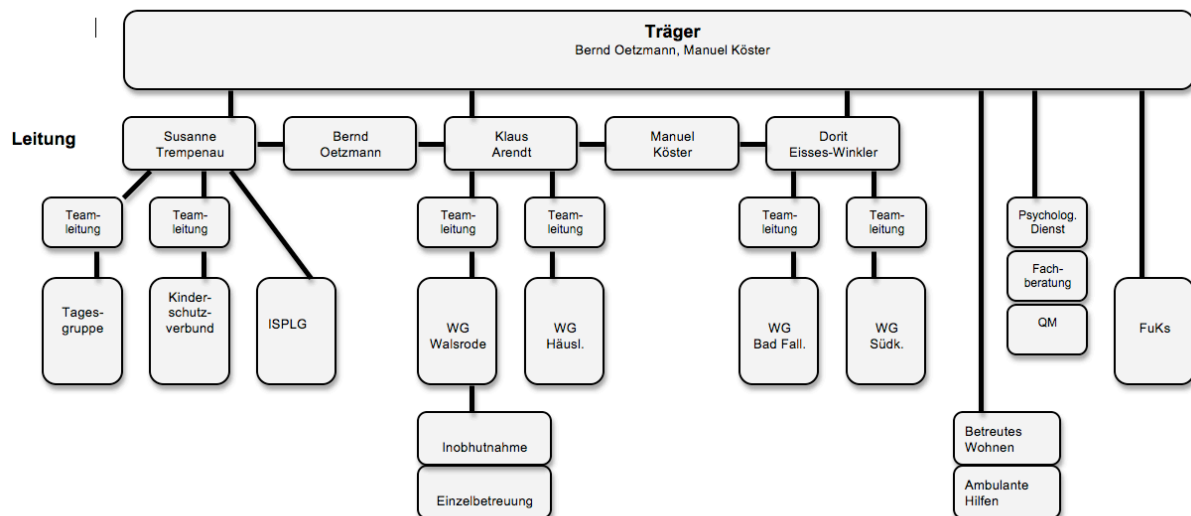 Träger
Bernd Oetzmann, Manuel Köster
Leitung
Susanne
Trempenau
Bernd
Oetzmann
Klaus
Arendt
Manuel
Köster
Dorit
Eisses-Winkler
Team-
leitung
Team-
leitung
Team-
leitung
Team-
leitung
Team-
leitung
Team-
leitung
Psycholog.
Dienst
Fach-
beratung
QM
Tages-
gruppe
Kinder-
schutz-
verbund
ISPLG
WG
Walsrode
WG
Häusl.
WG
Bad Fall.
WG
Südk.
FuKs
Inobhutnahme
Einzelbetreuung
Betreutes
Wohnen
Ambulante
Hilfen